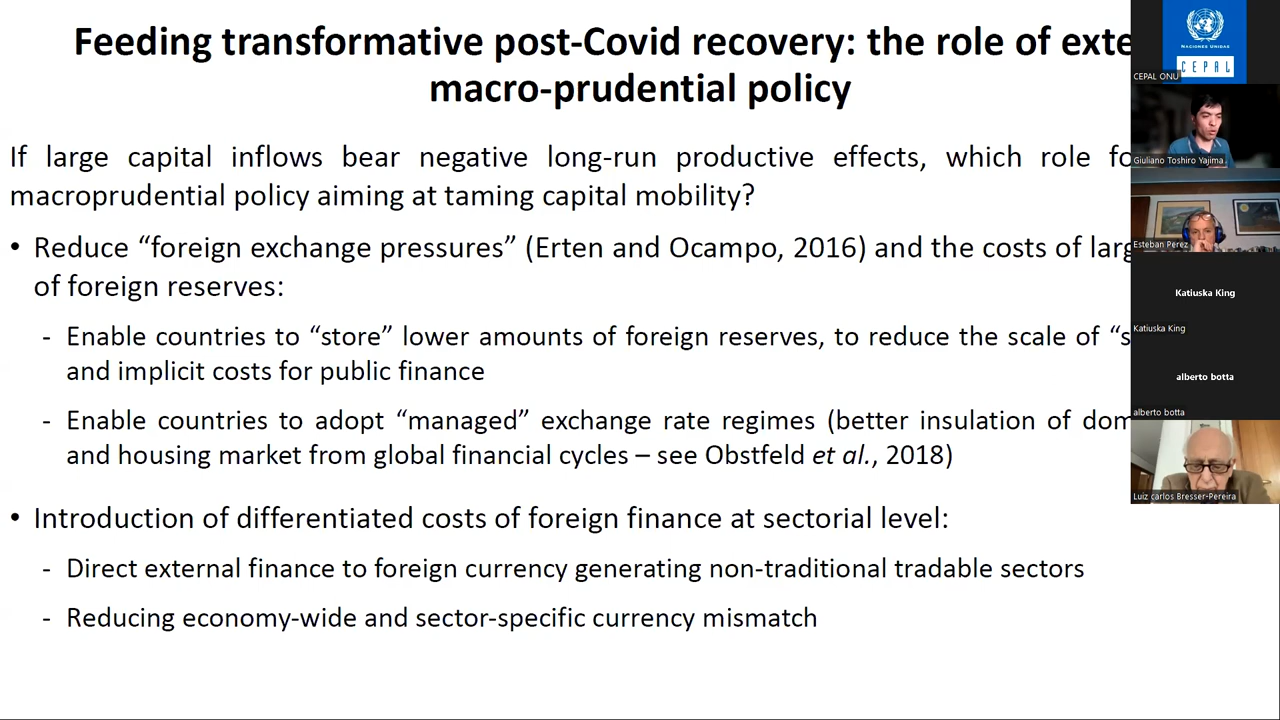 Feeding transformative post-Covid recovery: the role of exte
macro-prudential policy
If large capital inflows bear negative long-run productive effects, which role fo
macroprudential policy aiming at taming capital mobility?
• Reduce “foreign exchange pressures” (Erten and Ocampo, 2016) and the costs of larg
of foreign reserves:
- Enable countries to “store” lower amounts of foreign reserves, to reduce the scale of “s
and implicit costs for public finance
- Enable countries to adopt “managed” exchange rate regimes (better insulation of dom
and housing market from global financial cycles – see Obstfeld et al., 2018)
• Introduction of differentiated costs of foreign finance at sectorial level:
- Direct external finance to foreign currency generating non-traditional tradable sectors
- Reducing economy-wide and sector-specific currency mismatch
NACIONES UNIDAS
CEPAL
CEPAL ONU
Giuliano Toshiro Yajima
Esteban Perez
Katiuska King
Katiuska King
alberto botta
alberto botta
Luiz carlos Bresser-Pereira